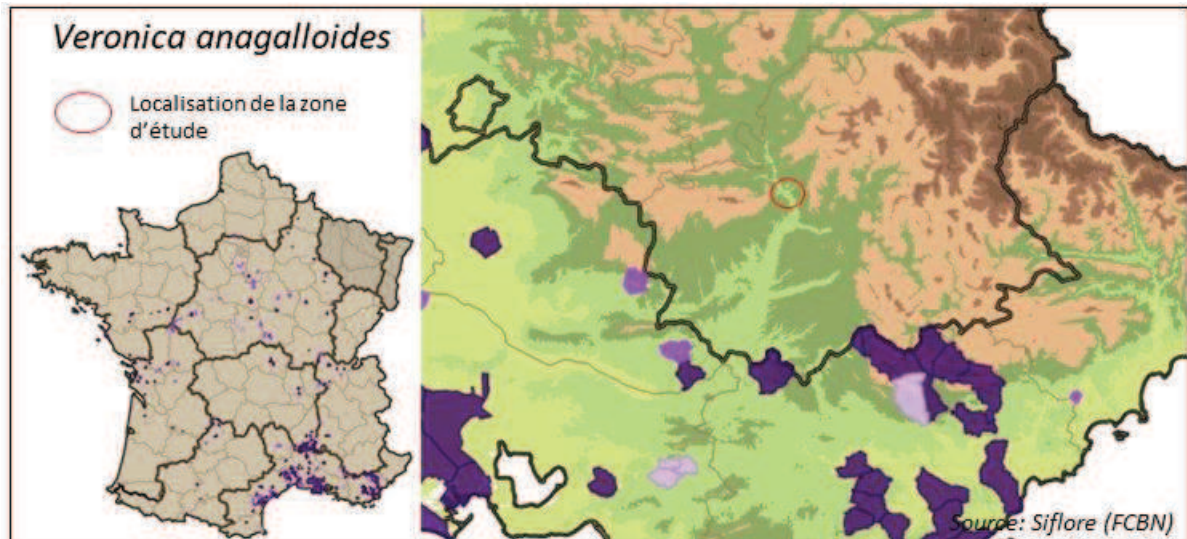 Veronica anagalloides
Localisation de la zone
d'étude
Source: Siflore (FCBN)